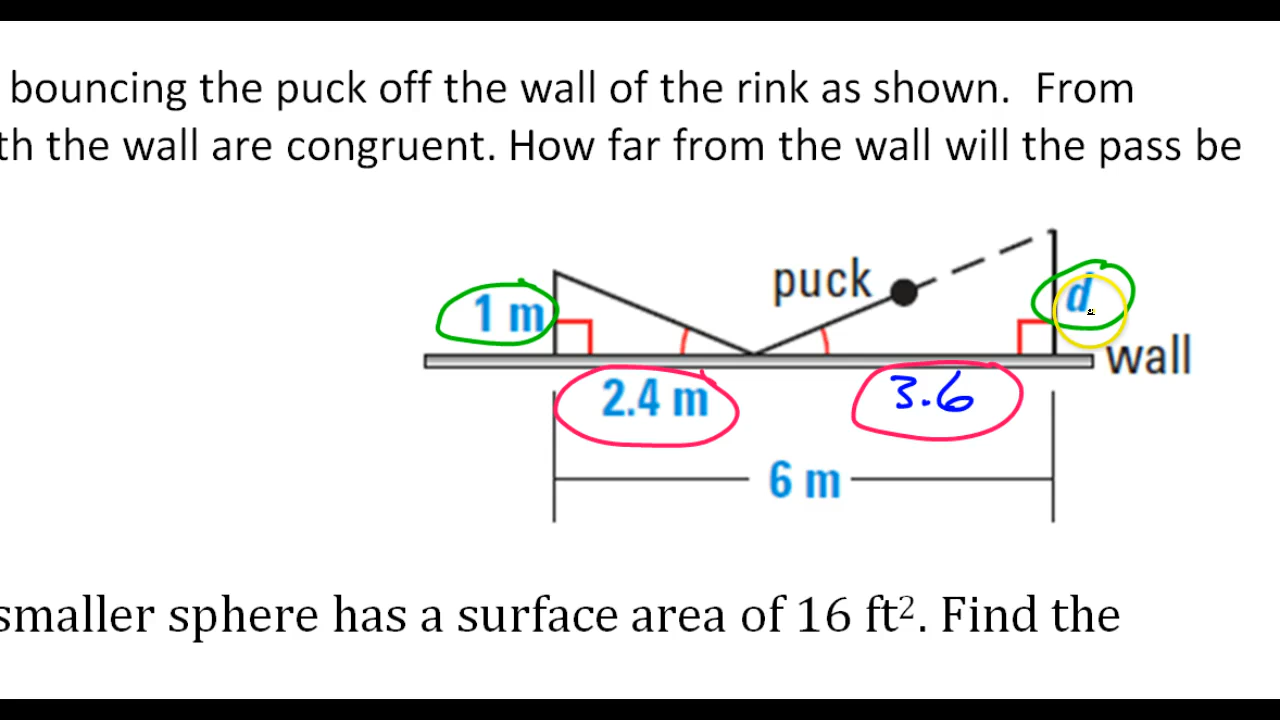 bouncing the puck off the wall of the rink as shown. From
th the wall are congruent. How far from the wall will the pass be
puck
1 m
d
wall
2.4 m
3.6
6 m
smaller sphere has a surface area of 16 ft². Find the